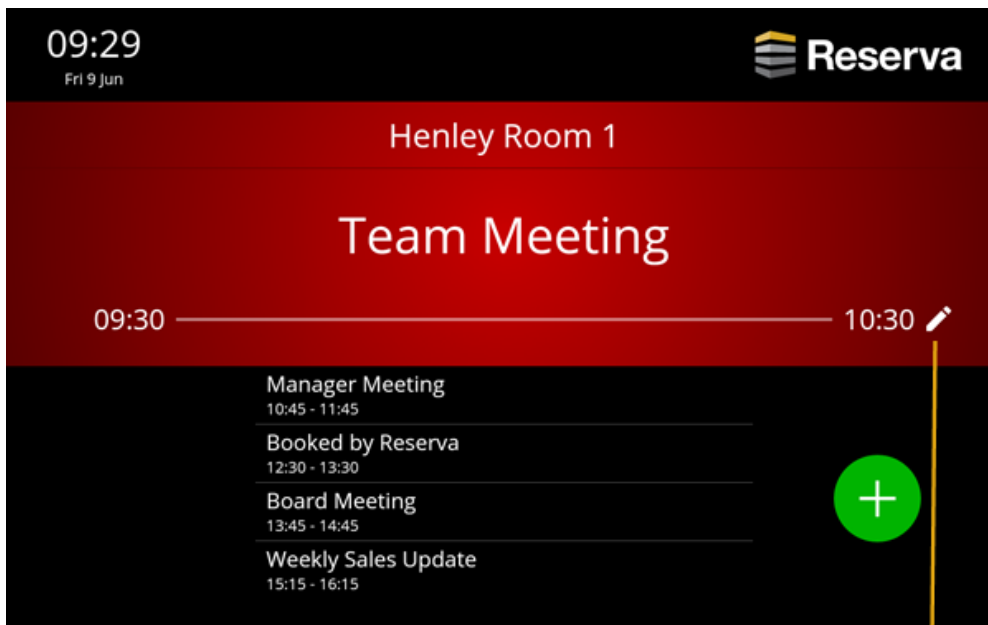 09:29
Fri 9 Jun
Reserva
Henley Room 1
Team Meeting
09:30
10:30
Manager Meeting
10:45 - 11:45
Booked by Reserva
12:30 - 13:30
Board Meeting
13:45 - 14:45
Weekly Sales Update
15:15 - 16:15